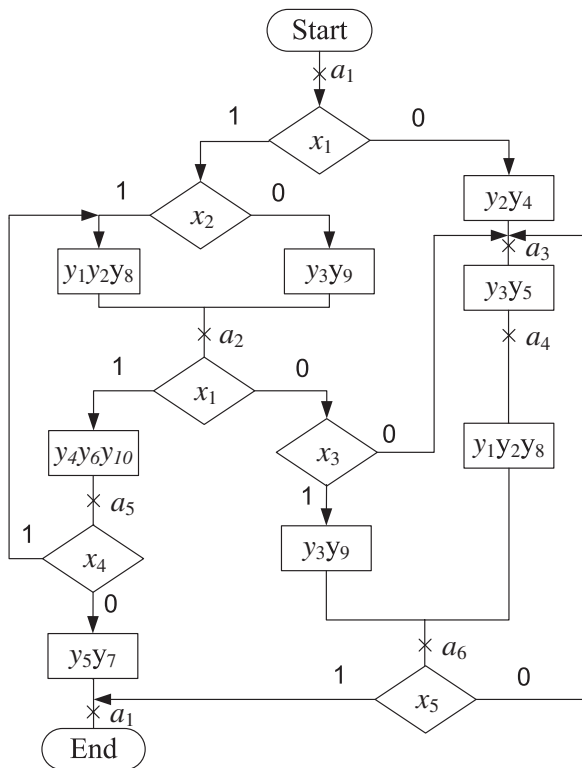 Start
a₁
1 x₁ 0
1 x₂ 0 y₂y₄
a₃
y₁y₂y₈ y₃y₉ y₃y₅
a₂ a₄
1 x₁ 0
y₄y₆y₁₀ x₃ 0 y₁y₂y₈
a₅ 1
1 x₄ y₃y₉
0
y₅y₇ a₆
1 x₅ 0
a₁
End